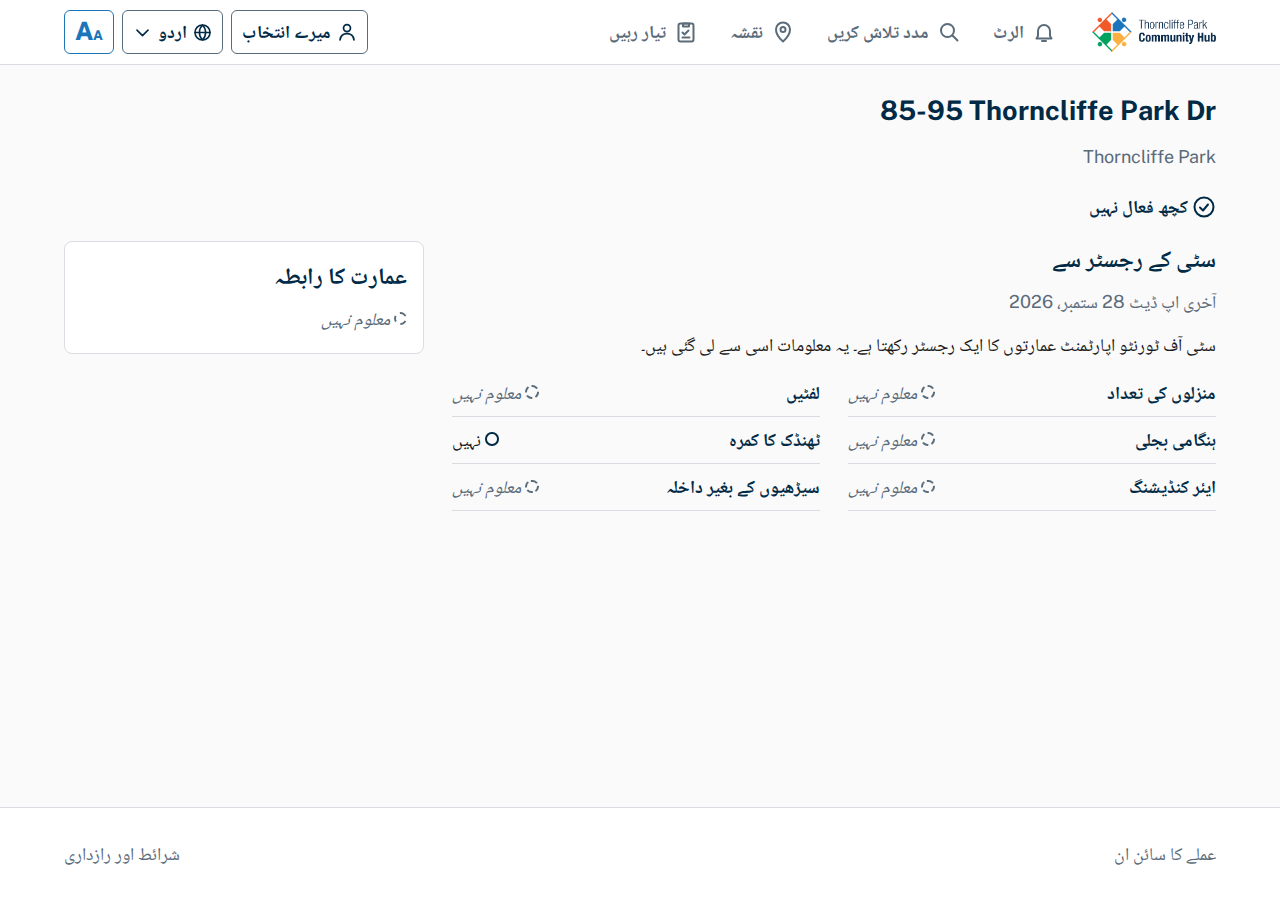 Thorncliffe Park
Community Hub
الرٹ
مدد تلاش کریں
نقشہ
تیار رہیں
میرے انتخاب
اردو
AA
85-95 Thorncliffe Park Dr
Thorncliffe Park
کچھ فعال نہیں
سٹی کے رجسٹر سے
آخری اپ ڈیٹ 28 ستمبر، 2026
سٹی آف ٹورنٹو اپارٹمنٹ عمارتوں کا ایک رجسٹر رکھتا ہے۔ یہ معلومات اسی سے لی گئی ہیں۔
منزلوں کی تعداد معلوم نہیں
لفٹیں معلوم نہیں
ہنگامی بجلی معلوم نہیں
ٹھنڈک کا کمرہ نہیں
ایئر کنڈیشنگ معلوم نہیں
سیڑھیوں کے بغیر داخلہ معلوم نہیں
عمارت کا رابطہ
معلوم نہیں
عملے کا سائن ان
شرائط اور رازداری